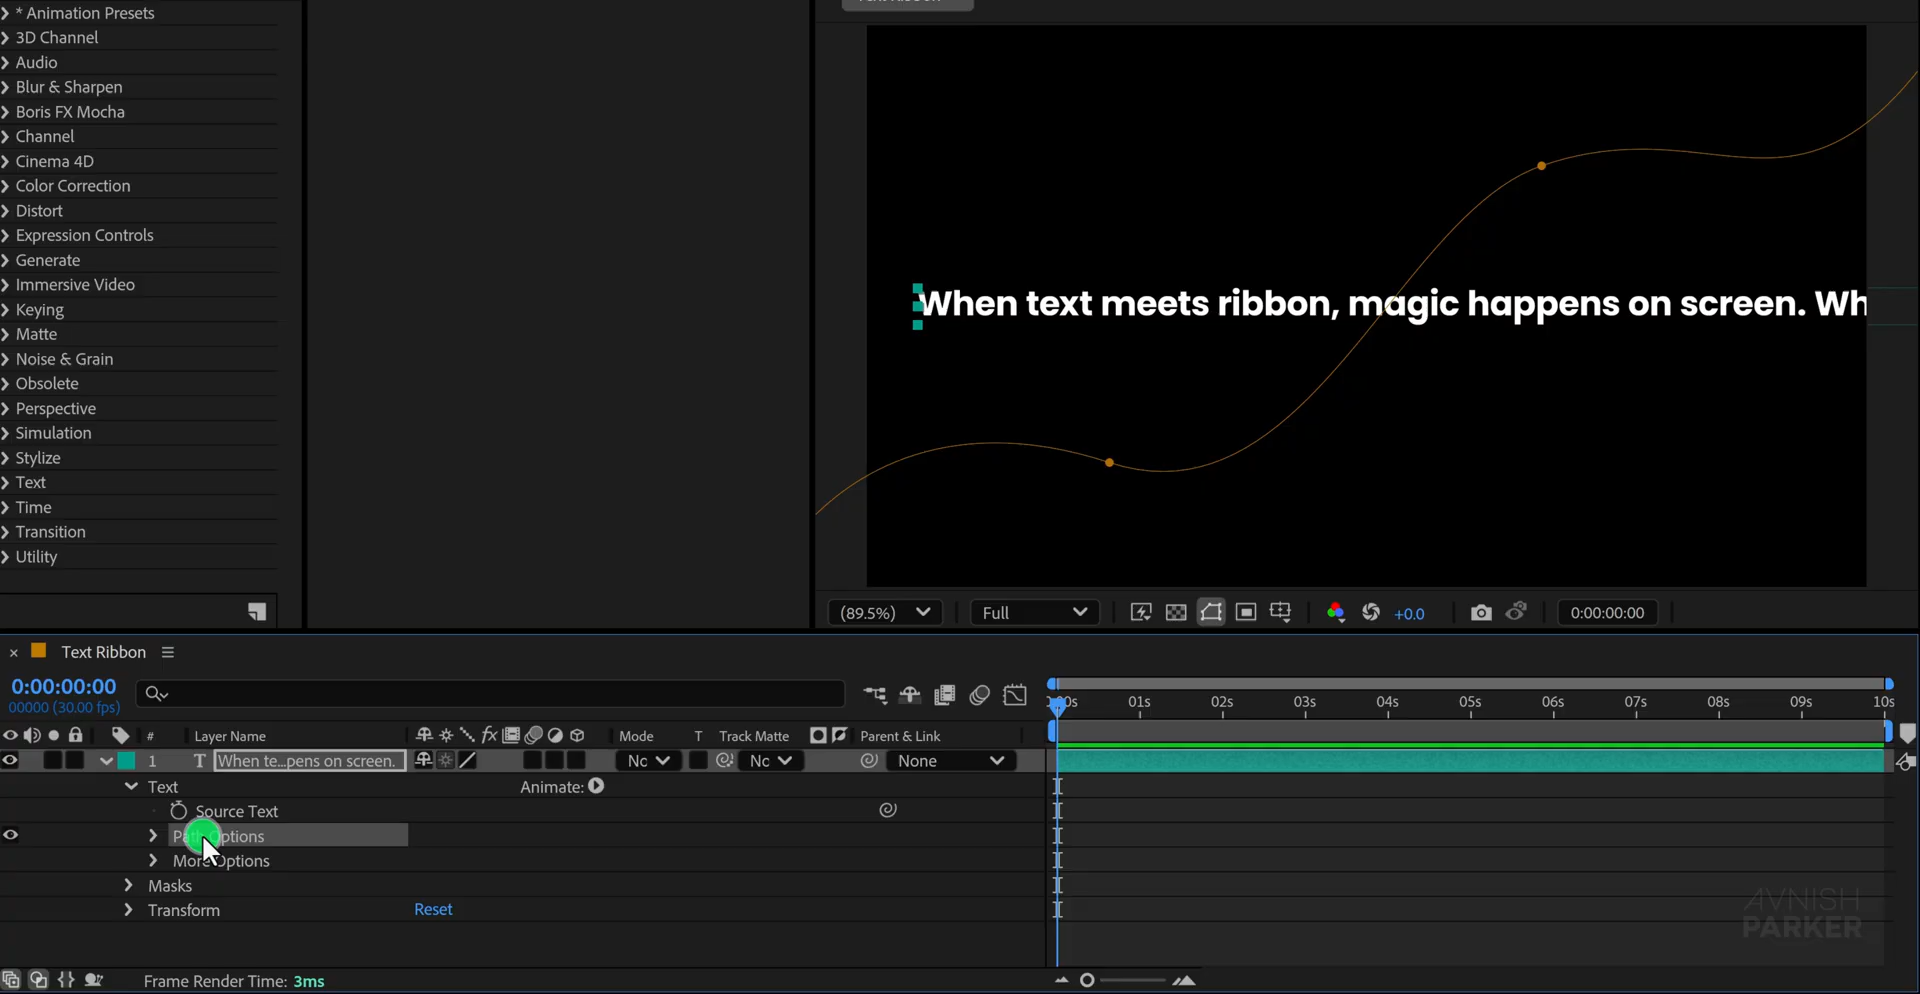 * Animation Presets
3D Channel
Audio
Blur & Sharpen
Boris FX Mocha
Channel
Cinema 4D
Color Correction
Distort
Expression Controls
Generate
Immersive Video
Keying
Matte
Noise & Grain
Obsolete
Perspective
Simulation
Stylize
Text
Time
Transition
Utility
When text meets ribbon, magic happens on screen. Wh
(89.5%)
Full
+0.0
0:00:00:00
Text Ribbon
0:00:00:00
00000 (30.00 fps)
01s 02s 03s 04s 05s 06s 07s 08s 09s 10s
# Layer Name fx Mode T Track Matte Parent & Link
1 T When te...pens on screen. Nc Nc None
Text Animate:
Source Text
Path Options
More Options
Masks
Transform Reset
AVNISH
PARKER
Frame Render Time: 3ms